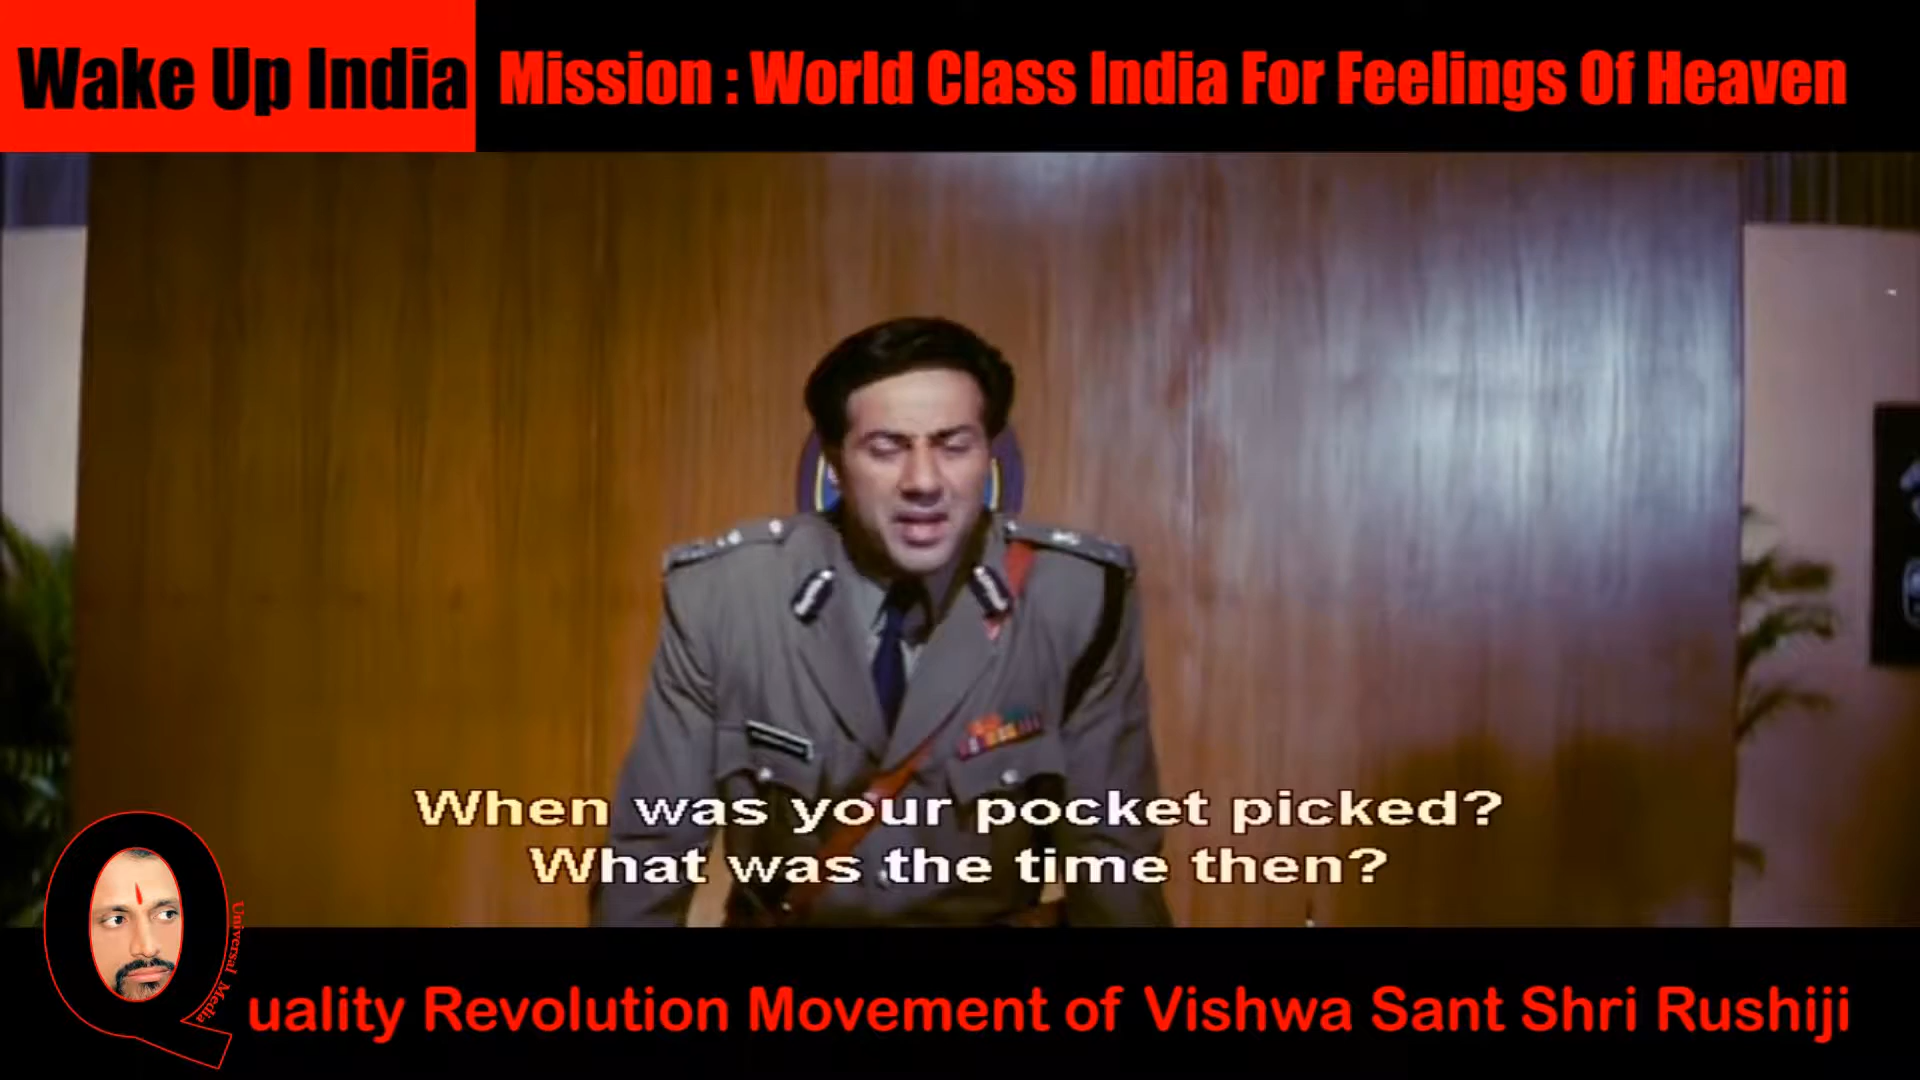 Wake Up India
Mission : World Class India For Feelings Of Heaven
When was your pocket picked?
What was the time then?
Quality Revolution Movement of Vishwa Sant Shri Rushiji
Universal Media